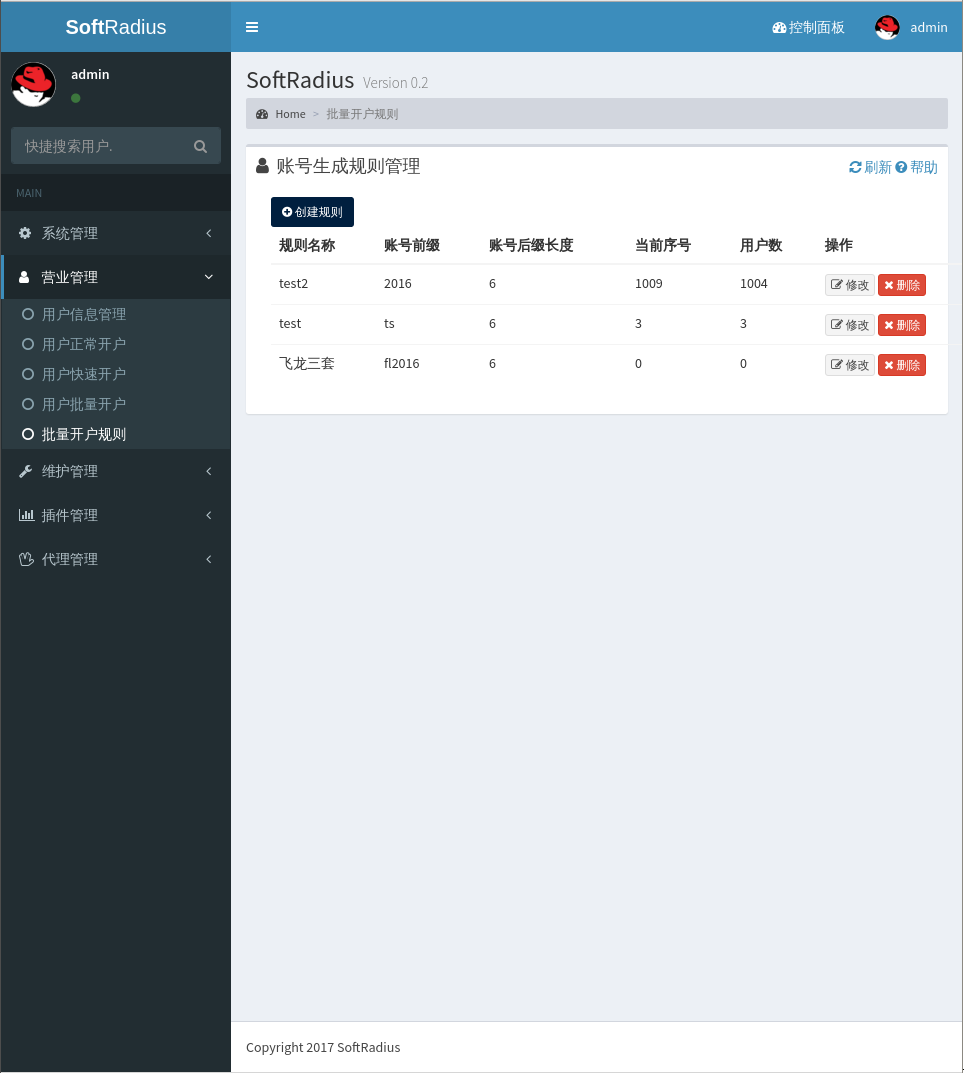 SoftRadius
控制面板
admin
admin
快捷搜索用户.
MAIN
系统管理
营业管理
用户信息管理
用户正常开户
用户快速开户
用户批量开户
批量开户规则
维护管理
插件管理
代理管理
SoftRadius Version 0.2
Home > 批量开户规则
账号生成规则管理
刷新 帮助
创建规则
规则名称 账号前缀 账号后缀长度 当前序号 用户数 操作
test2 2016 6 1009 1004 修改 删除
test ts 6 3 3 修改 删除
飞龙三套 fl2016 6 0 0 修改 删除
Copyright 2017 SoftRadius